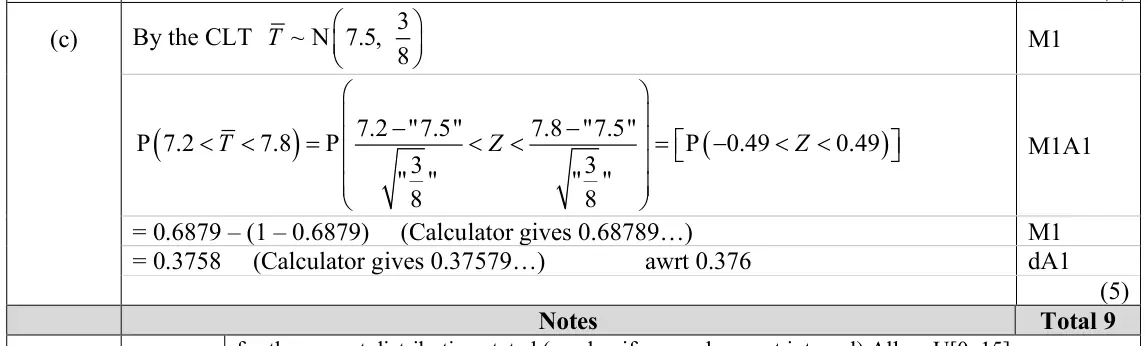 (c) By the CLT T̅ ~ N(7.5, 3/8) M1
P(7.2 < T̅ < 7.8) = P((7.2 – "7.5")/√("3/8") < Z < (7.8 – "7.5")/√("3/8")) = [P(–0.49 < Z < 0.49)] M1A1
= 0.6879 – (1 – 0.6879) (Calculator gives 0.68789…) M1
= 0.3758 (Calculator gives 0.37579…) awrt 0.376 dA1
(5)
Notes Total 9